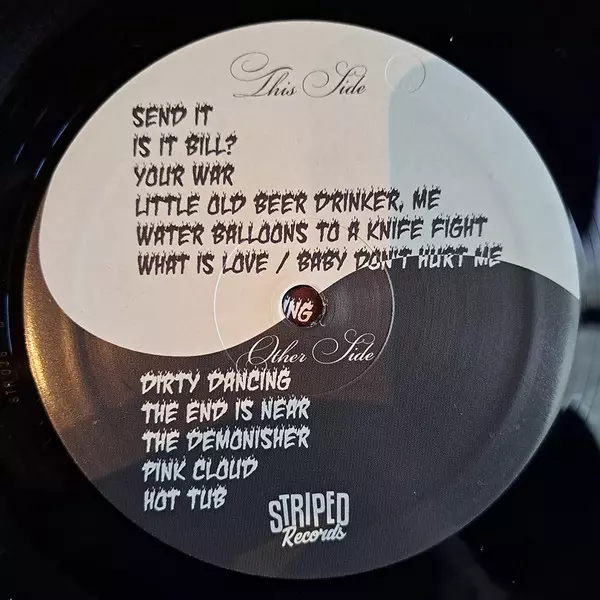 This Side
SEND IT
IS IT BILL?
YOUR WAR
LITTLE OLD BEER DRINKER, ME
WATER BALLOONS TO A KNIFE FIGHT
WHAT IS LOVE / BABY DON'T HURT ME
NG
Other Side
DIRTY DANCING
THE END IS NEAR
THE DEMONISHER
PINK CLOUD
HOT TUB
STRIPED
Records